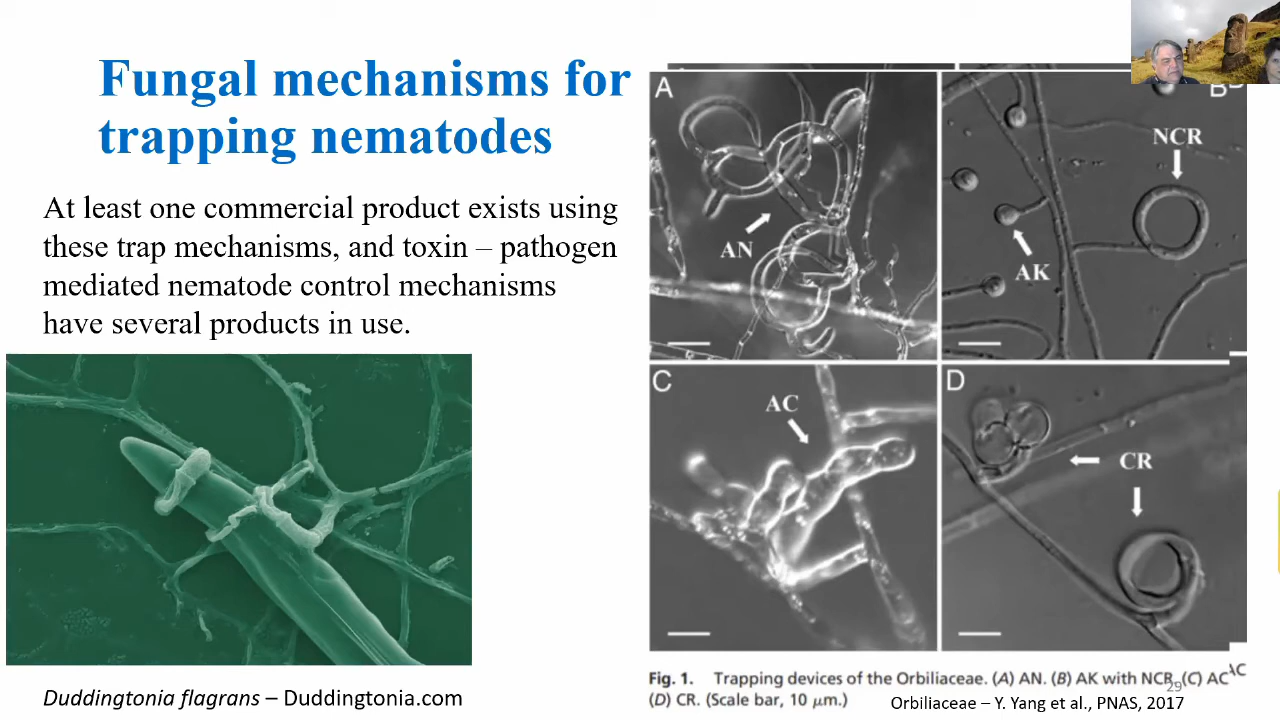 Fungal mechanisms for
trapping nematodes
At least one commercial product exists using
these trap mechanisms, and toxin – pathogen
mediated nematode control mechanisms
have several products in use.
Duddingtonia flagrans – Duddingtonia.com
A
AN
B
NCR
AK
C
AC
D
CR
Fig. 1. Trapping devices of the Orbiliaceae. (A) AN. (B) AK with NCR. (C) AC
(D) CR. (Scale bar, 10 μm.)
29
Orbiliaceae – Y. Yang et al., PNAS, 2017